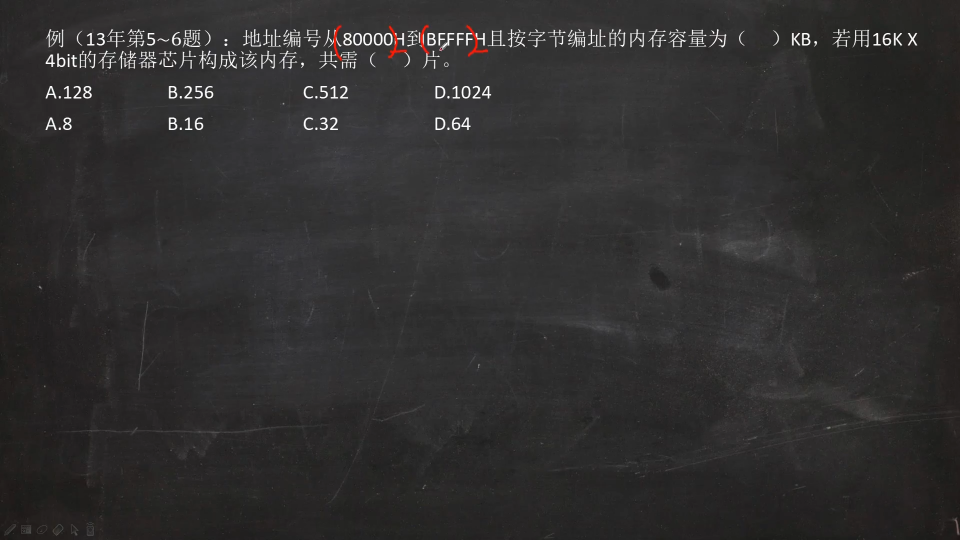 例（13年第5~6题）：地址编号从80000H到BFFFFH且按字节编址的内存容量为（　）KB，若用16K X
4bit的存储器芯片构成该内存，共需（　）片。
A.128 B.256 C.512 D.1024
A.8 B.16 C.32 D.64